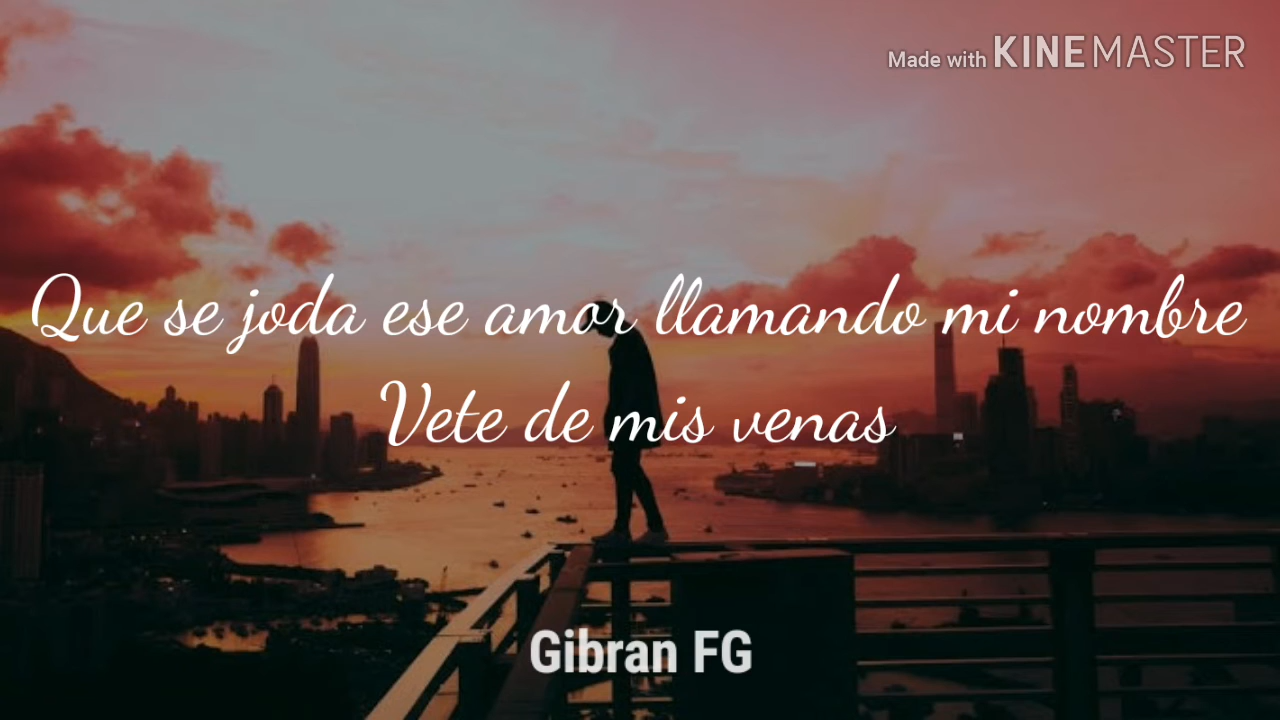 Made with KINEMASTER
Que se joda ese amor llamando mi nombre
Vete de mis venas
Gibran FG